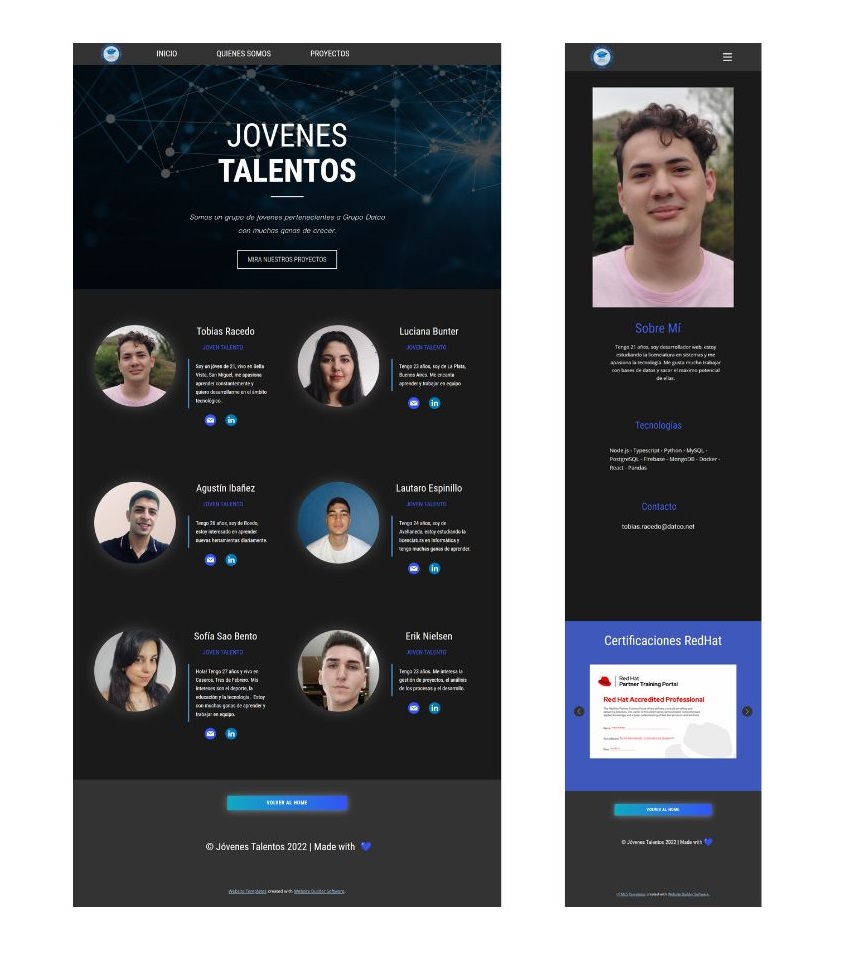 INICIO
QUIENES SOMOS
PROYECTOS
JOVENES
TALENTOS
Somos un grupo de jovenes pertenecientes a Grupo Datco
con muchas ganas de crecer.
MIRA NUESTROS PROYECTOS
Tobias Racedo
JOVEN TALENTO
Soy un jóven de 21, vivo en Bella
Vista, San Miguel, me apasiona
aprender constantemente y
quiero desarrollarme en el ámbito
tecnológico.
Luciana Bunter
JOVEN TALENTO
Tengo 23 años, soy de La Plata,
Buenos Aires. Me encanta
aprender y trabajar en equipo
Agustín Ibañez
JOVEN TALENTO
Tengo 26 años, soy de Boedo,
estoy interesado en aprender
nuevas herramientas diariamente.
Lautaro Espinillo
JOVEN TALENTO
Tengo 24 años, soy de
Avellaneda, estoy estudiando la
licenciatura en Informática y
tengo muchas ganas de aprender.
Sofía Sao Bento
JOVEN TALENTO
Hola! Tengo 27 años y vivo en
Caseros, Tres de Febrero. Mis
intereses son el deporte, la
educación y la tecnología. Estoy
con muchas ganas de aprender y
trabajar en equipo.
Erik Nielsen
JOVEN TALENTO
Tengo 23 años. Me interesa la
gestión de proyectos, el análisis
de los procesos y el desarrollo.
VOLVER AL HOME
© Jóvenes Talentos 2022 | Made with 💙
Website Templates created with Website Builder Software.
Sobre Mí
Tengo 21 años, soy desarrollador web, estoy
estudiando la licenciatura en sistemas y me
apasiona la tecnología. Me gusta mucho trabajar
con bases de datos y sacar el máximo potencial
de ellas.
Tecnologías
Node.js - Typescript - Python - MySQL -
PostgreSQL - Firebase - MongoDB - Docker -
React - Pandas
Contacto
tobias.racedo@datco.net
Certificaciones RedHat
Red Hat
Partner Training Portal
Red Hat Accredited Professional
VOLVER AL HOME
© Jóvenes Talentos 2022 | Made with 💙
HTML5 Templates created with Website Builder Software.